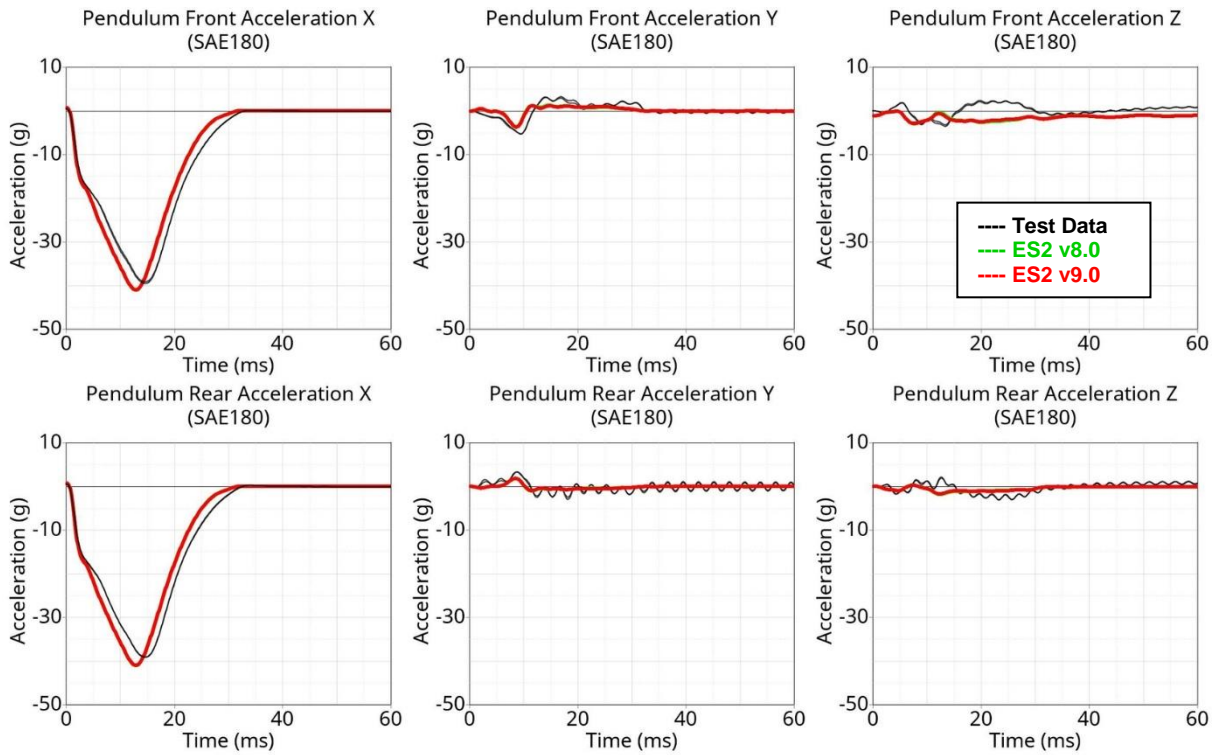 Pendulum Front Acceleration X
(SAE180)
Pendulum Front Acceleration Y
(SAE180)
Pendulum Front Acceleration Z
(SAE180)
10
-10
-30
-50
Acceleration (g)
0
20
40
60
Time (ms)
10
-10
-30
-50
Acceleration (g)
0
20
40
60
Time (ms)
10
-10
-30
-50
Acceleration (g)
---- Test Data
---- ES2 v8.0
---- ES2 v9.0
0
20
40
60
Time (ms)
Pendulum Rear Acceleration X
(SAE180)
Pendulum Rear Acceleration Y
(SAE180)
Pendulum Rear Acceleration Z
(SAE180)
10
-10
-30
-50
Acceleration (g)
0
20
40
60
Time (ms)
10
-10
-30
-50
Acceleration (g)
0
20
40
60
Time (ms)
10
-10
-30
-50
Acceleration (g)
0
20
40
60
Time (ms)